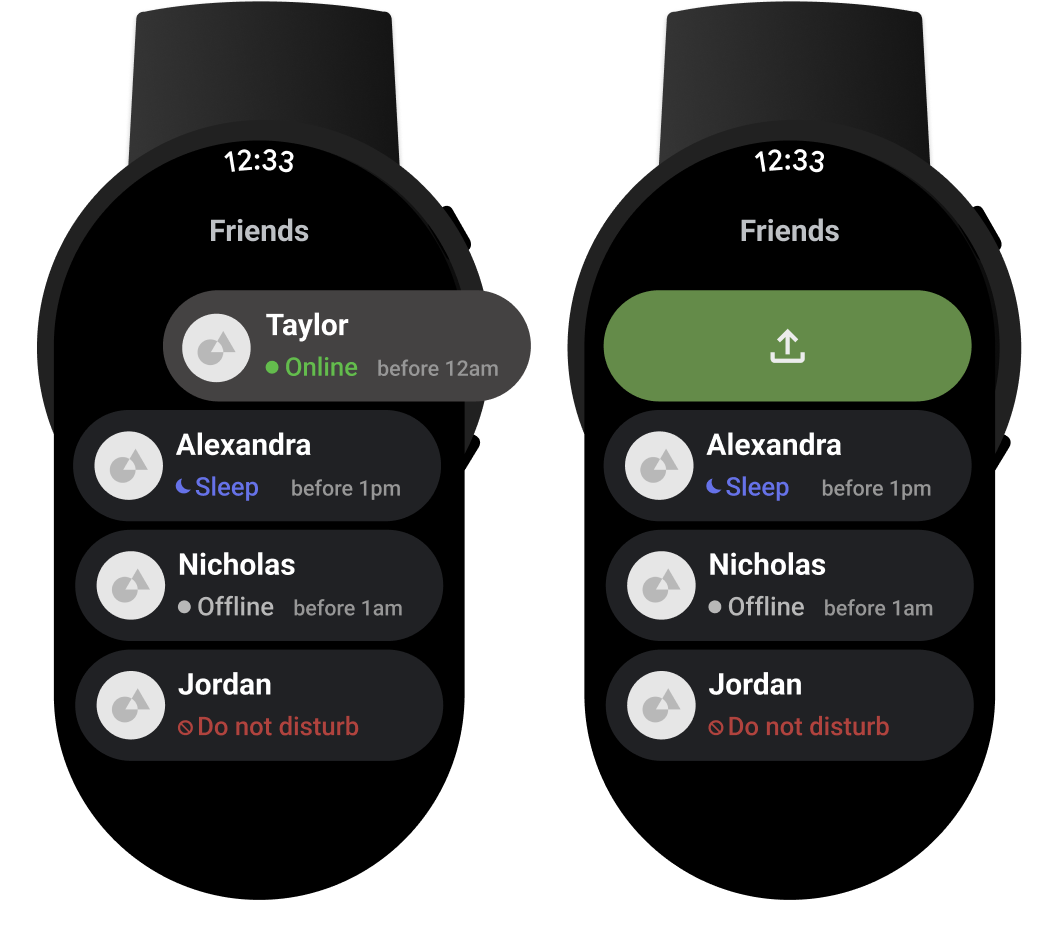 12:33
Friends
Taylor
Online before 12am
Alexandra
Sleep before 1pm
Nicholas
Offline before 1am
Jordan
Do not disturb
12:33
Friends
Alexandra
Sleep before 1pm
Nicholas
Offline before 1am
Jordan
Do not disturb